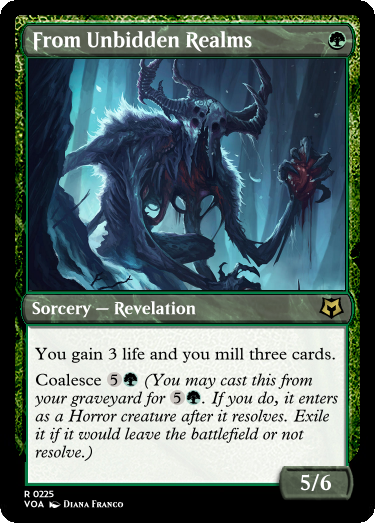 From Unbidden Realms
Sorcery — Revelation
You gain 3 life and you mill three cards.
Coalesce 5 (You may cast this from
your graveyard for 5. If you do, it enters
as a Horror creature after it resolves. Exile
it if it would leave the battlefield or not
resolve.)
5/6
R 0225
VOA Diana Franco